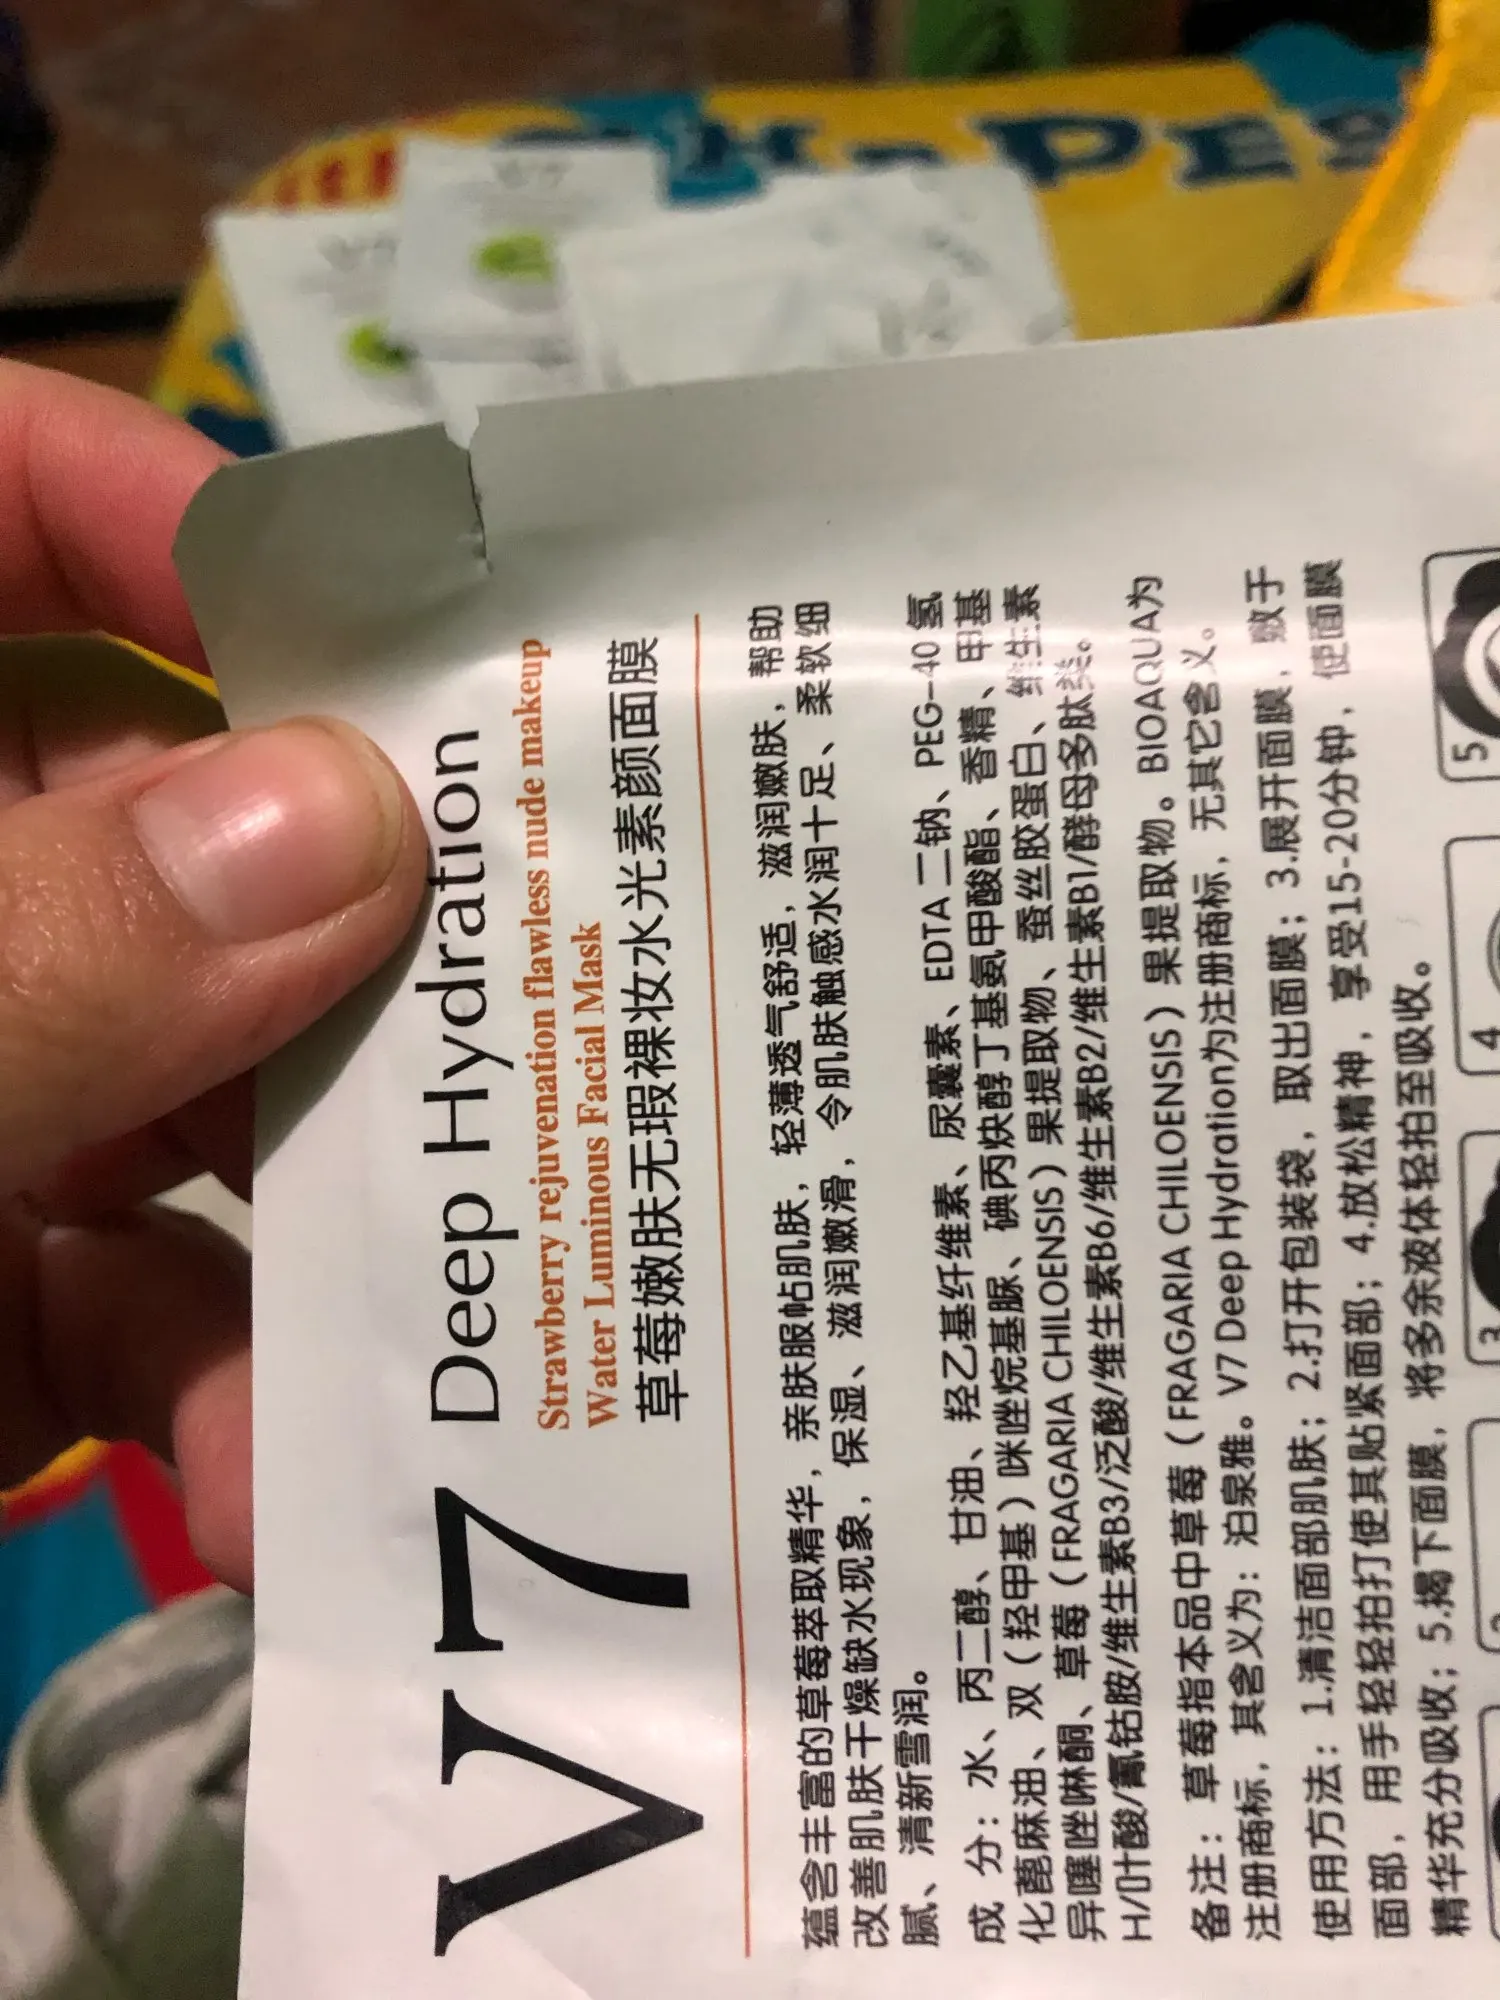 V7 Deep Hydration
Strawberry rejuvenation flawless nude makeup
Water Luminous Facial Mask
草莓嫩肤无瑕裸妆水光素颜面膜
蕴含丰富的草莓萃取精华，亲肤服帖肌肤，轻薄透气舒适，滋润嫩肤，帮助
改善肌肤干燥缺水现象，保湿、滋润嫩滑，令肌肤触感水润十足、柔软细
腻、清新雪润。
成 分：水、丙二醇、甘油、羟乙基纤维素、尿囊素、EDTA 二钠、PEG-40 氢
化蓖麻油、双（羟甲基）咪唑烷基脲、碘丙炔醇丁基氨甲酸酯、香精、甲基
异噻唑啉酮、草莓（FRAGARIA CHILOENSIS）果提取物、蚕丝胶蛋白、维生素
H/叶酸/氰钴胺/维生素B3/泛酸/维生素B6/维生素B2/维生素B1/酵母多肽类。
备注：草莓指本品中草莓（FRAGARIA CHILOENSIS）果提取物。BIOAQUA为
注册商标，其含义为：泊泉雅。V7 Deep Hydration为注册商标，无其它含义。
使用方法：1.清洁面部肌肤；2.打开包装袋，取出面膜；3.展开面膜，敷于
面部，用手轻轻拍打使其贴紧面部；4.放松精神，享受15-20分钟，使面膜
精华充分吸收；5.揭下面膜，将多余液体轻拍至吸收。
3
4
5